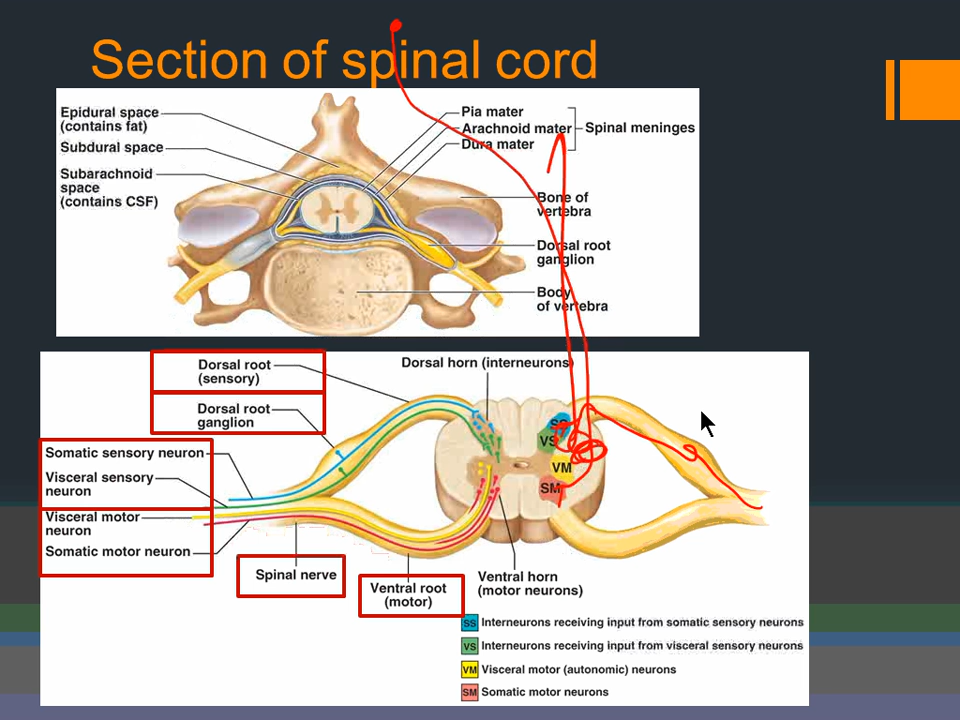 Section of spinal cord
Epidural space
(contains fat)
Subdural space
Subarachnoid
space
(contains CSF)
Pia mater
Arachnoid mater
Dura mater
Spinal meninges
Bone of
vertebra
Dorsal root
ganglion
Body
of vertebra
Dorsal root
(sensory)
Dorsal root
ganglion
Somatic sensory neuron
Visceral sensory
neuron
Visceral motor
neuron
Somatic motor neuron
Spinal nerve
Ventral root
(motor)
Dorsal horn (interneurons)
SS
VS
VM
SM
Ventral horn
(motor neurons)
SS Interneurons receiving input from somatic sensory neurons
VS Interneurons receiving input from visceral sensory neurons
VM Visceral motor (autonomic) neurons
SM Somatic motor neurons